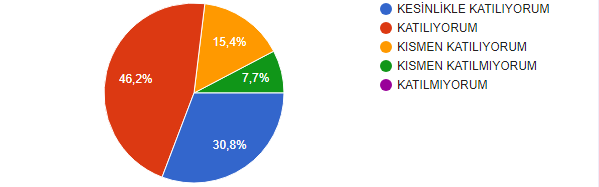 KESİNLİKLE KATILIYORUM
KATILIYORUM
KISMEN KATILIYORUM
KISMEN KATILMIYORUM
KATILMIYORUM
15,4%
46,2%
7,7%
30,8%